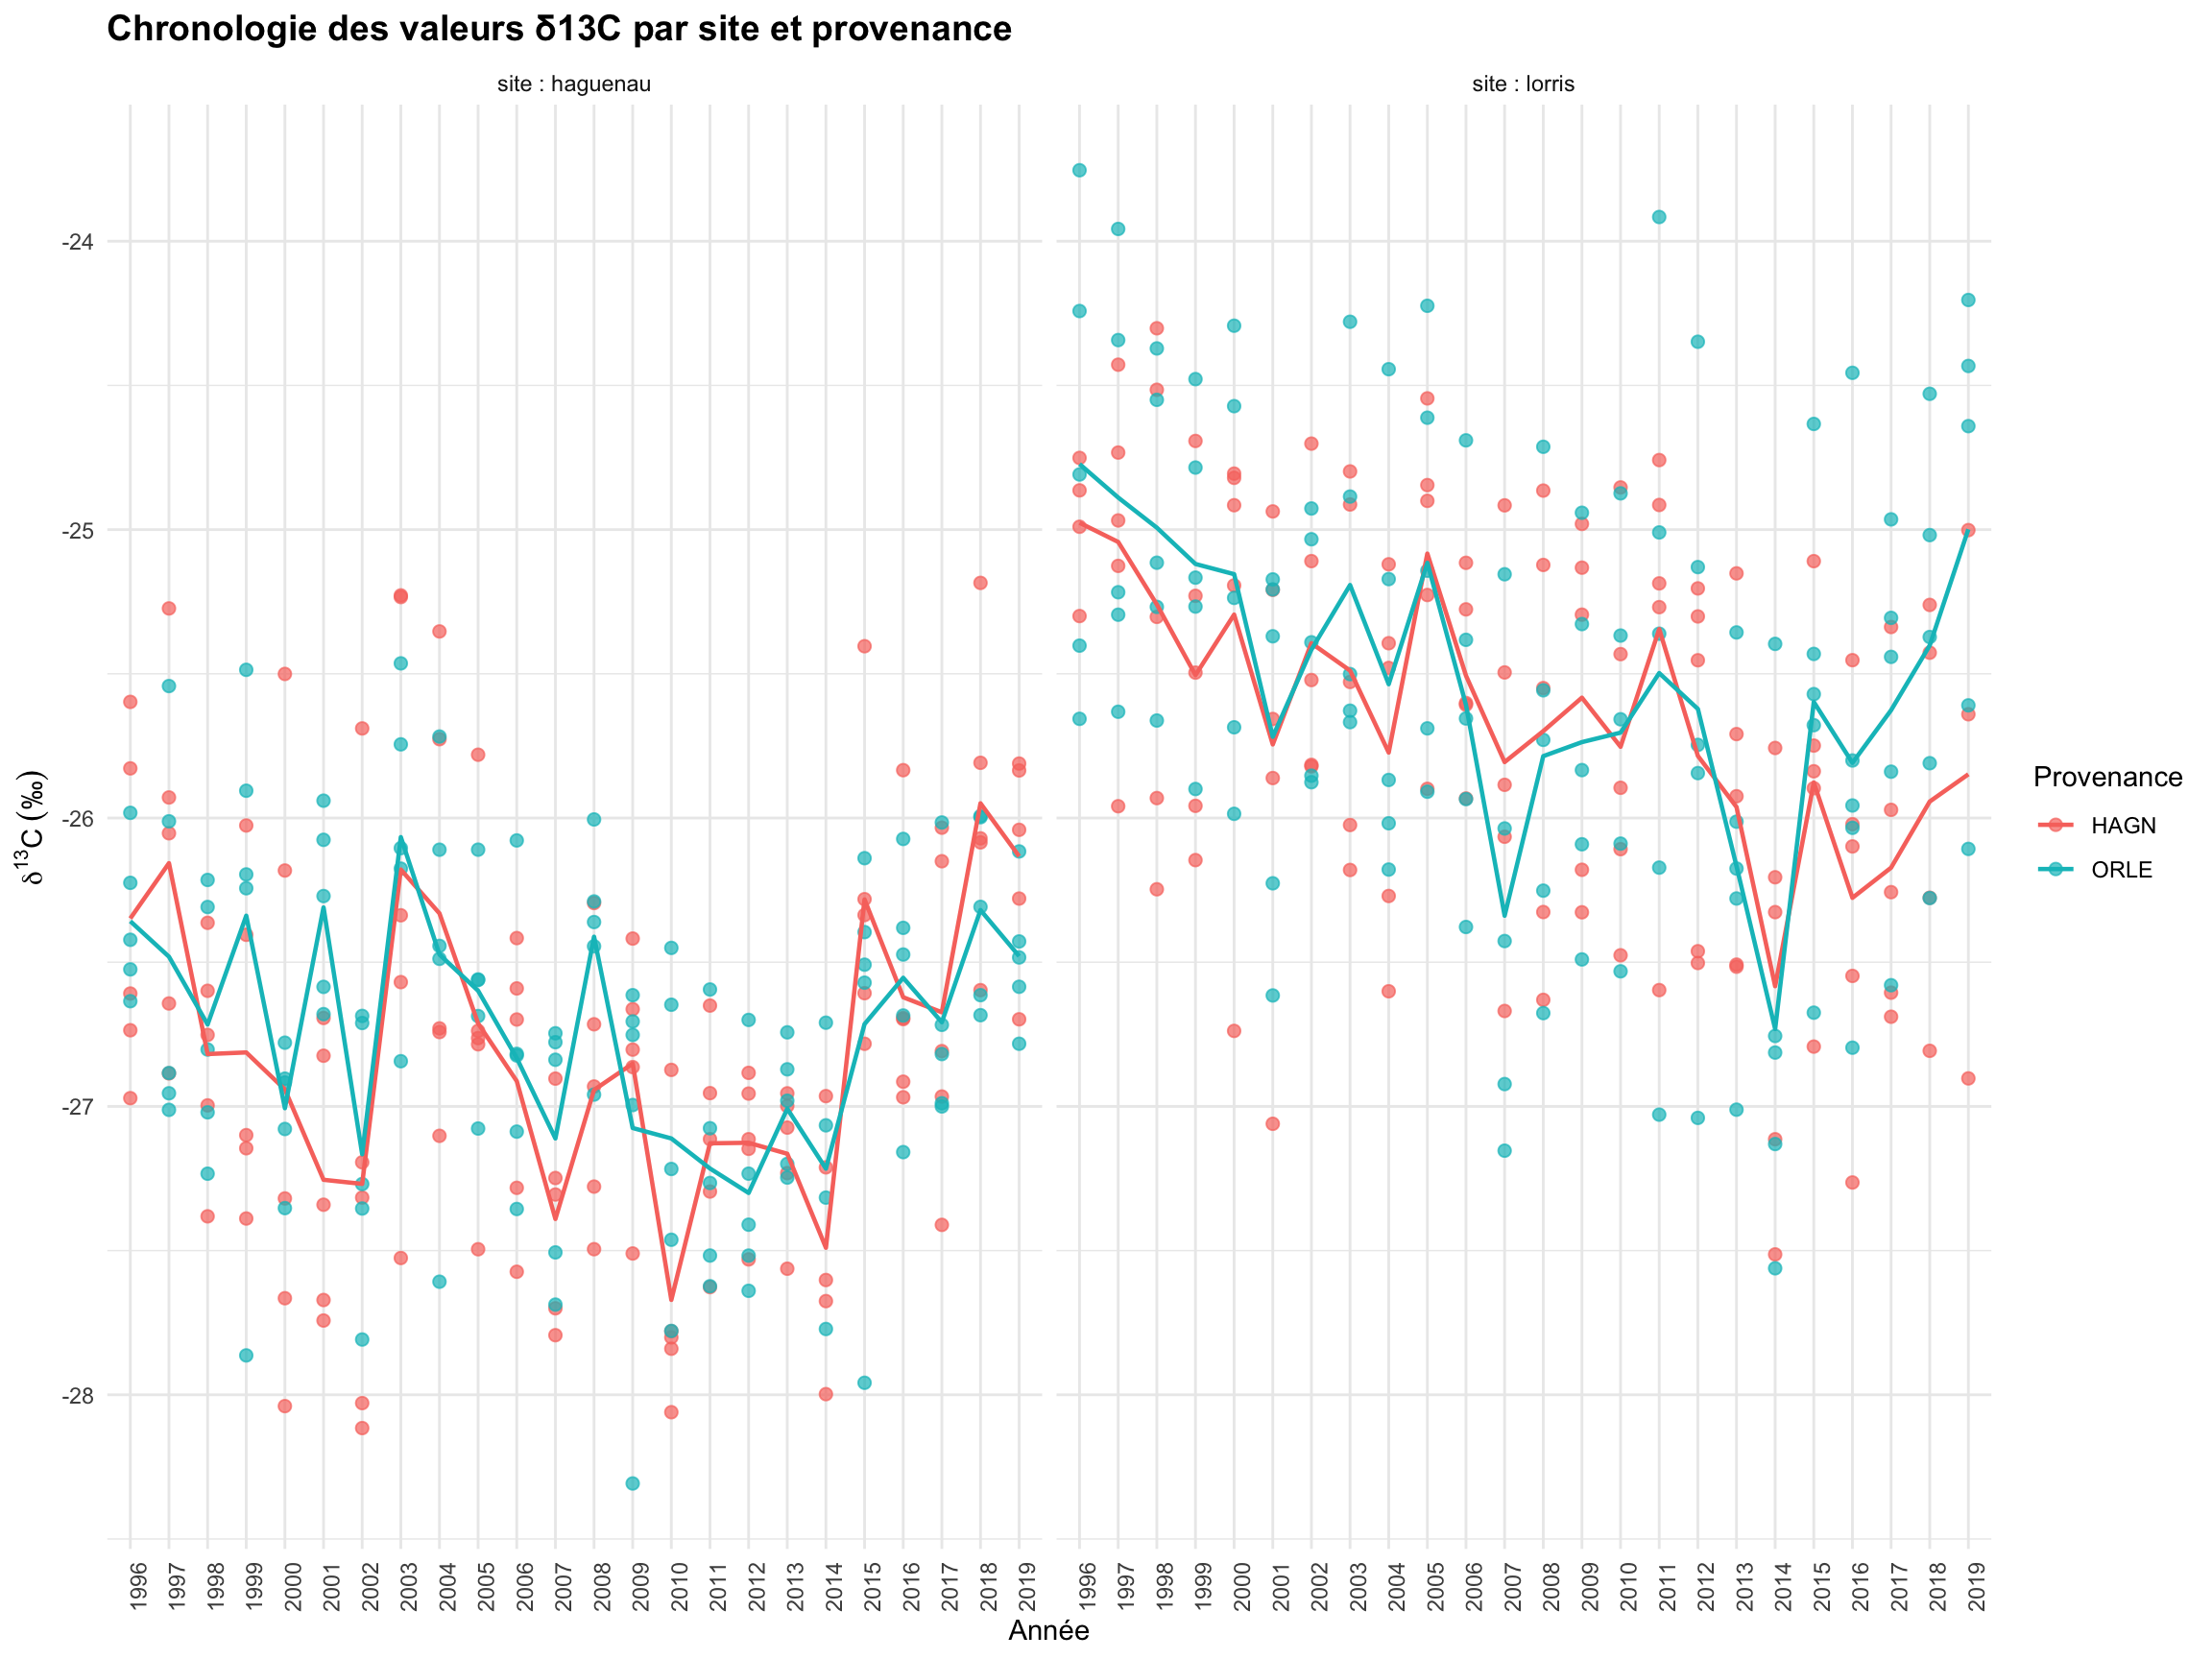 Chronologie des valeurs δ13C par site et provenance
site : haguenau
site : lorris
-24
-25
-26
-27
-28
δ¹³C (‰)
1996 1997 1998 1999 2000 2001 2002 2003 2004 2005 2006 2007 2008 2009 2010 2011 2012 2013 2014 2015 2016 2017 2018 2019
1996 1997 1998 1999 2000 2001 2002 2003 2004 2005 2006 2007 2008 2009 2010 2011 2012 2013 2014 2015 2016 2017 2018 2019
Année
Provenance
HAGN
ORLE